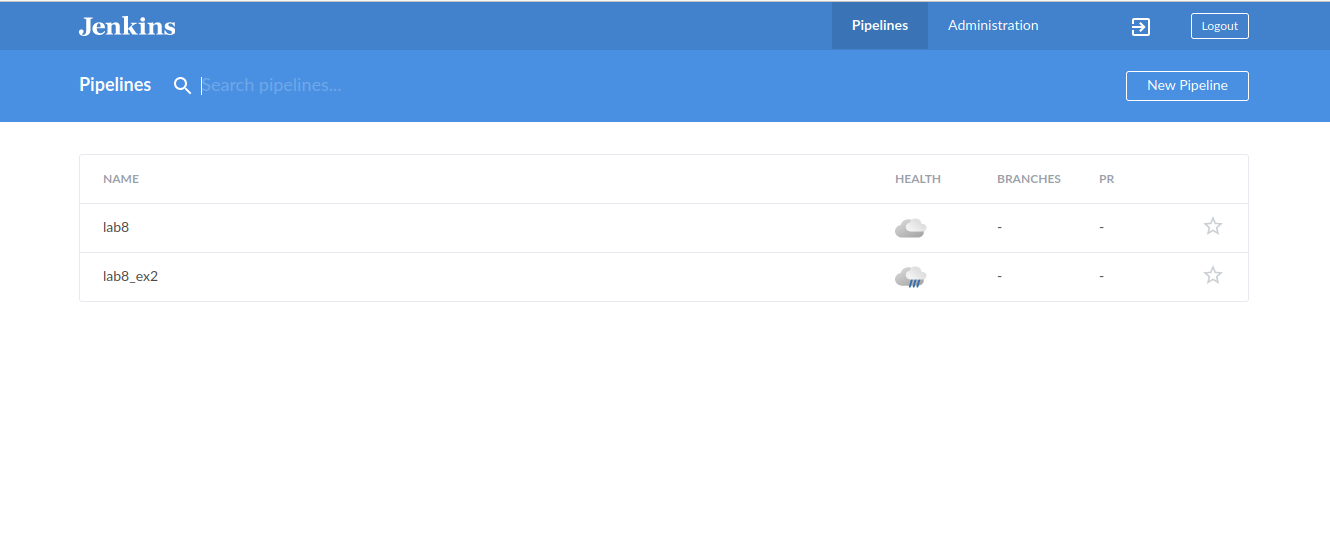 Jenkins Pipelines Administration Logout
Pipelines Search pipelines... New Pipeline
NAME HEALTH BRANCHES PR
lab8 - -
lab8_ex2 - -